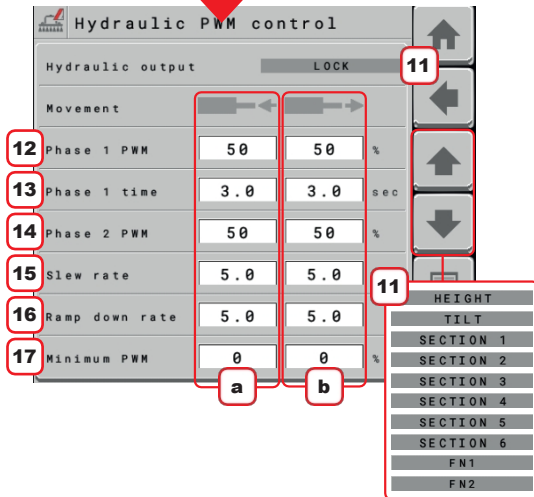 Hydraulic PWM control
Hydraulic output LOCK 11
Movement
12 Phase 1 PWM 50 50 %
13 Phase 1 time 3.0 3.0 sec
14 Phase 2 PWM 50 50 %
15 Slew rate 5.0 5.0
16 Ramp down rate 5.0 5.0
17 Minimum PWM 0 0 %
a b
11
HEIGHT
TILT
SECTION 1
SECTION 2
SECTION 3
SECTION 4
SECTION 5
SECTION 6
FN1
FN2